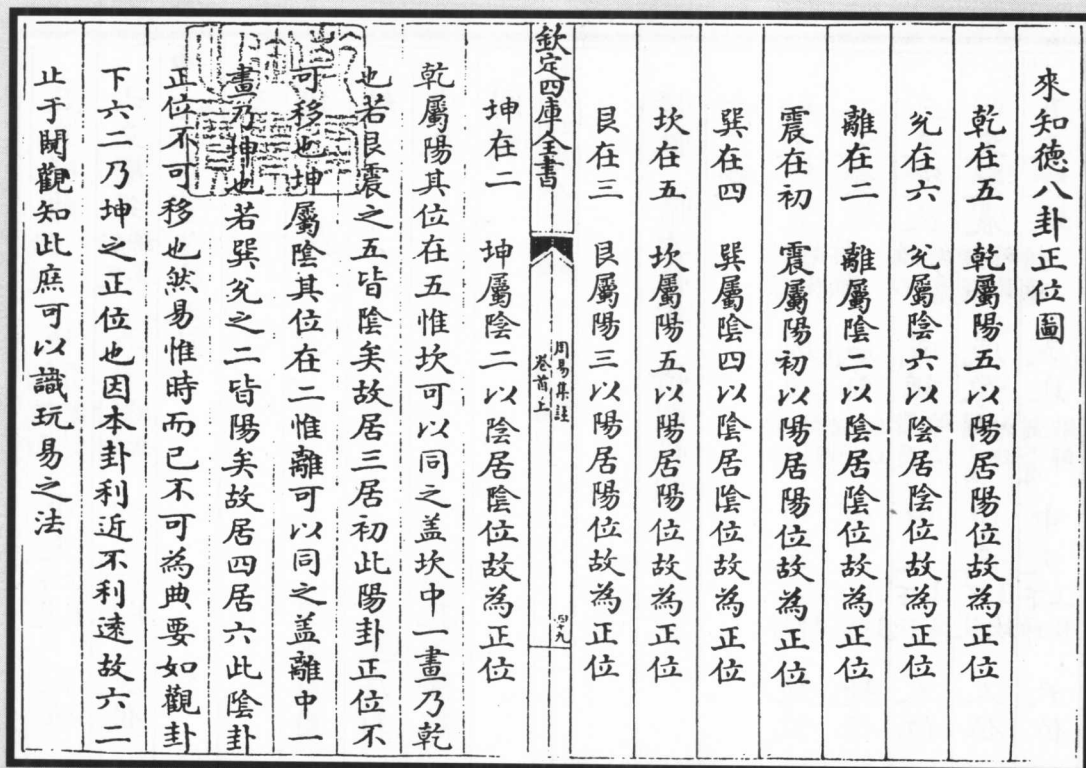 來知德八卦正位圖
乾在五 乾屬陽五以陽居陽位故為正位
兊在六 兊屬陰六以陰居陰位故為正位
離在二 離屬陰二以陰居陰位故為正位
震在初 震屬陽初以陽居陽位故為正位
巽在四 巽屬陰四以陰居陰位故為正位
坎在五 坎屬陽五以陽居陽位故為正位
艮在三 艮屬陽三以陽居陽位故為正位
欽定四庫全書
周易集註
卷首上
四十九
坤在二 坤屬陰二以陰居陰位故為正位
乾屬陽其位在五惟坎可以同之盖坎中一畫乃乾
也若艮震之五皆陰矣故居三居初此陽卦正位不
可移也坤屬陰其位在二惟離可以同之盖離中一
畫乃坤也若巽兊之二皆陽矣故居四居六此陰卦
正位不可移也然易惟時而已不可為典要如觀卦
下六二乃坤之正位也因本卦利近不利逺故六二
止于闚觀知此庶可以識玩易之法